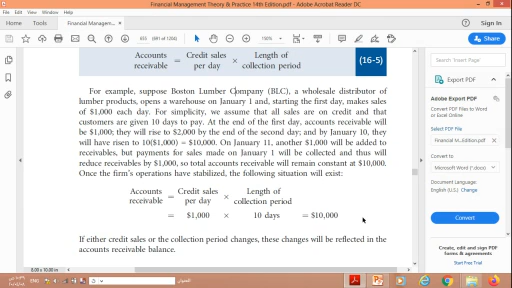 Financial Management Theory & Practice 14th Edition.pdf - Adobe Acrobat Reader DC
File Edit View Window Help
Home Tools Financial Managem... × Sign In
150%
Accounts receivable = Credit sales per day × Length of collection period (16-5)
For example, suppose Boston Lumber Company (BLC), a wholesale distributor of
lumber products, opens a warehouse on January 1 and, starting the first day, makes sales
of $1,000 each day. For simplicity, we assume that all sales are on credit and that
customers are given 10 days to pay. At the end of the first day, accounts receivable will
be $1,000; they will rise to $2,000 by the end of the second day; and by January 10, they
will have risen to 10($1,000) = $10,000. On January 11, another $1,000 will be added to
receivables, but payments for sales made on January 1 will be collected and thus will
reduce receivables by $1,000, so total accounts receivable will remain constant at $10,000.
Once the firm's operations have stabilized, the following situation will exist:
Accounts receivable = Credit sales per day × Length of collection period
= $1,000 × 10 days = $10,000
If either credit sales or the collection period changes, these changes will be reflected in the
accounts receivable balance.
8.00 x 10.00 in
Search 'Insert Page'
Export PDF
Adobe Export PDF
Convert PDF Files to Word
or Excel Online
Select PDF File
Financial M...Edition.pdf ×
Convert to
Microsoft Word (*.docx)
Document Language:
English (U.S.) Change
Convert
Create, edit and sign PDF
forms & agreements
Start Free Trial
ENG